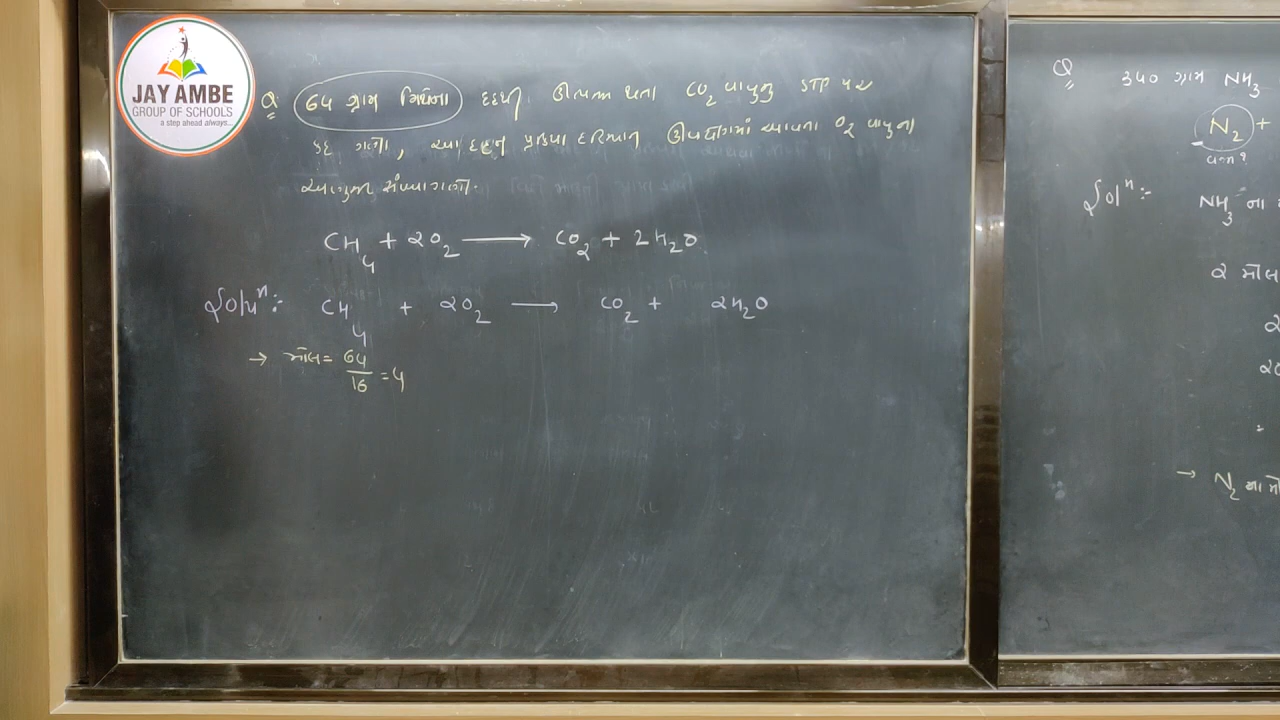 JAY AMBE
GROUP OF SCHOOLS
a step ahead always...
Q 64 ગ્રામ મિથેનના દહનથી ઉત્પન્ન થતા CO2 વાયુનું STP પર
કદ ગણો, આ દહન પ્રક્રિયા દરમિયાન ઉપયોગમાં આવતા O2 વાયુના
અણુની સંખ્યા ગણો.
CH4 + 2O2 ⟶ CO2 + 2H2O
Solⁿ:- CH4 + 2O2 ⟶ CO2 + 2H2O
→ મોલ = 64/16 = 4
Q 340 ગ્રામ NH3
N2 +
વજન?
Solⁿ:- NH3 ના
2 મોલ
2
→ N2 ના મો